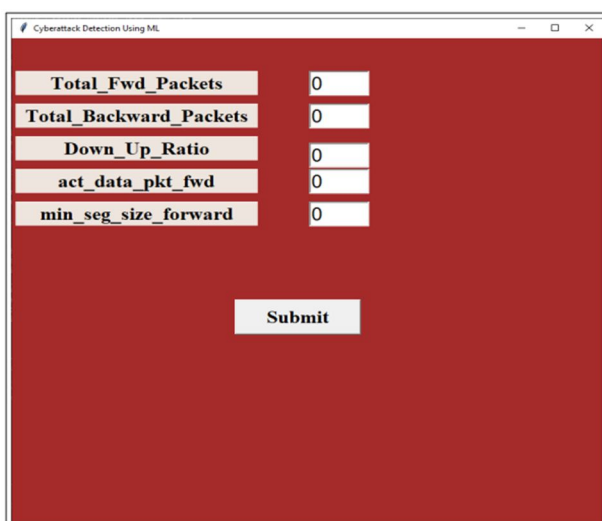 Cyberattack Detection Using ML
Total_Fwd_Packets 0
Total_Backward_Packets 0
Down_Up_Ratio 0
act_data_pkt_fwd 0
min_seg_size_forward 0
Submit